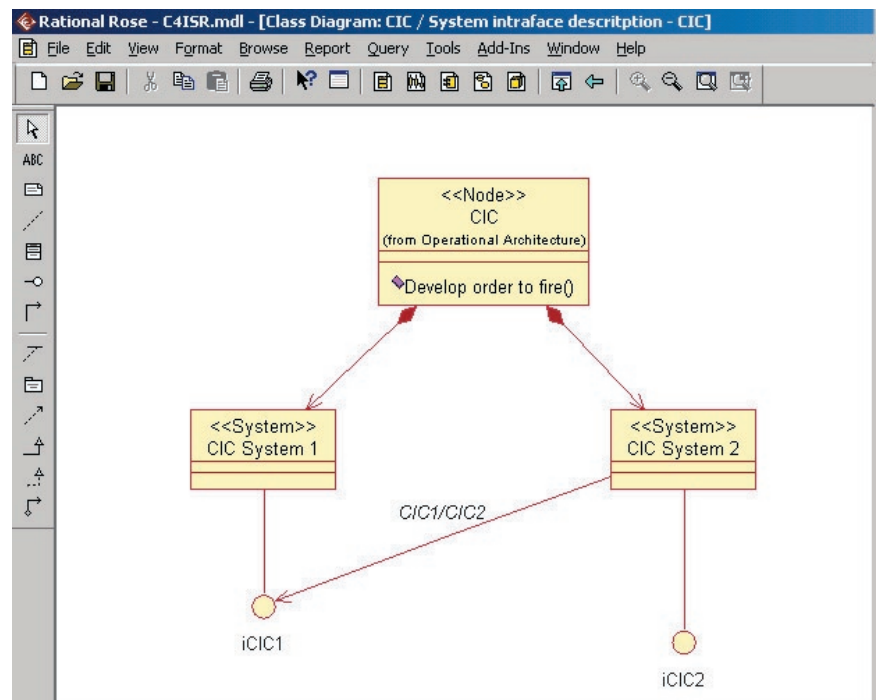 Rational Rose - C4ISR.mdl - [Class Diagram: CIC / System intraface descritption - CIC]
File Edit View Format Browse Report Query Tools Add-Ins Window Help
ABC
<<Node>>
CIC
(from Operational Architecture)
Develop order to fire()
<<System>>
CIC System 1
<<System>>
CIC System 2
CIC1/CIC2
iCIC1
iCIC2